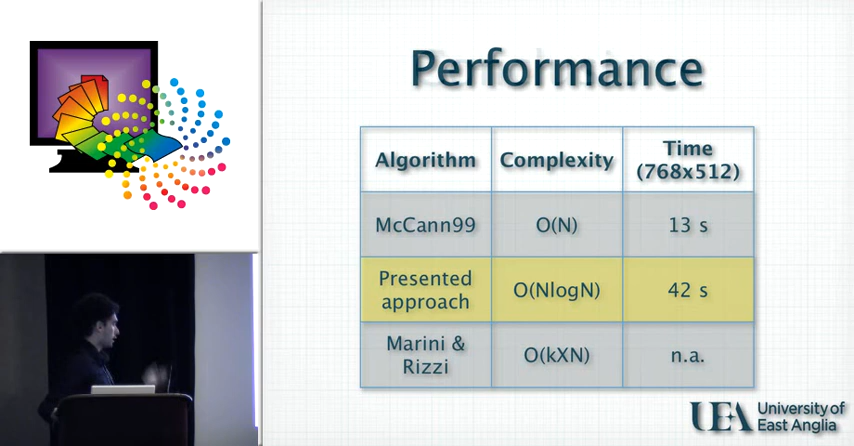 Performance
Algorithm Complexity Time
(768x512)
McCann99 O(N) 13 s
Presented
approach O(NlogN) 42 s
Marini &
Rizzi O(kXN) n.a.
UEA University of
East Anglia